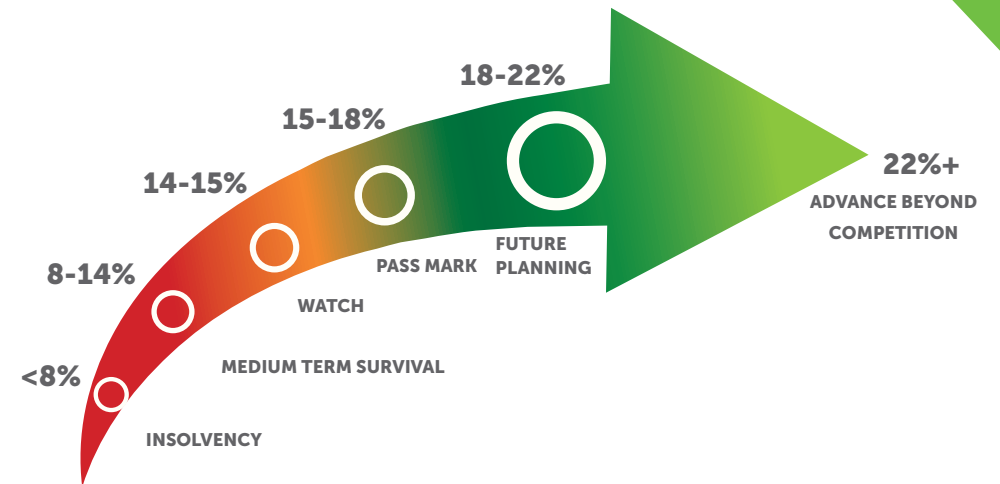 18-22%
15-18%
14-15%
22%+
ADVANCE BEYOND
COMPETITION
FUTURE
PLANNING
PASS MARK
8-14%
WATCH
MEDIUM TERM SURVIVAL
<8%
INSOLVENCY